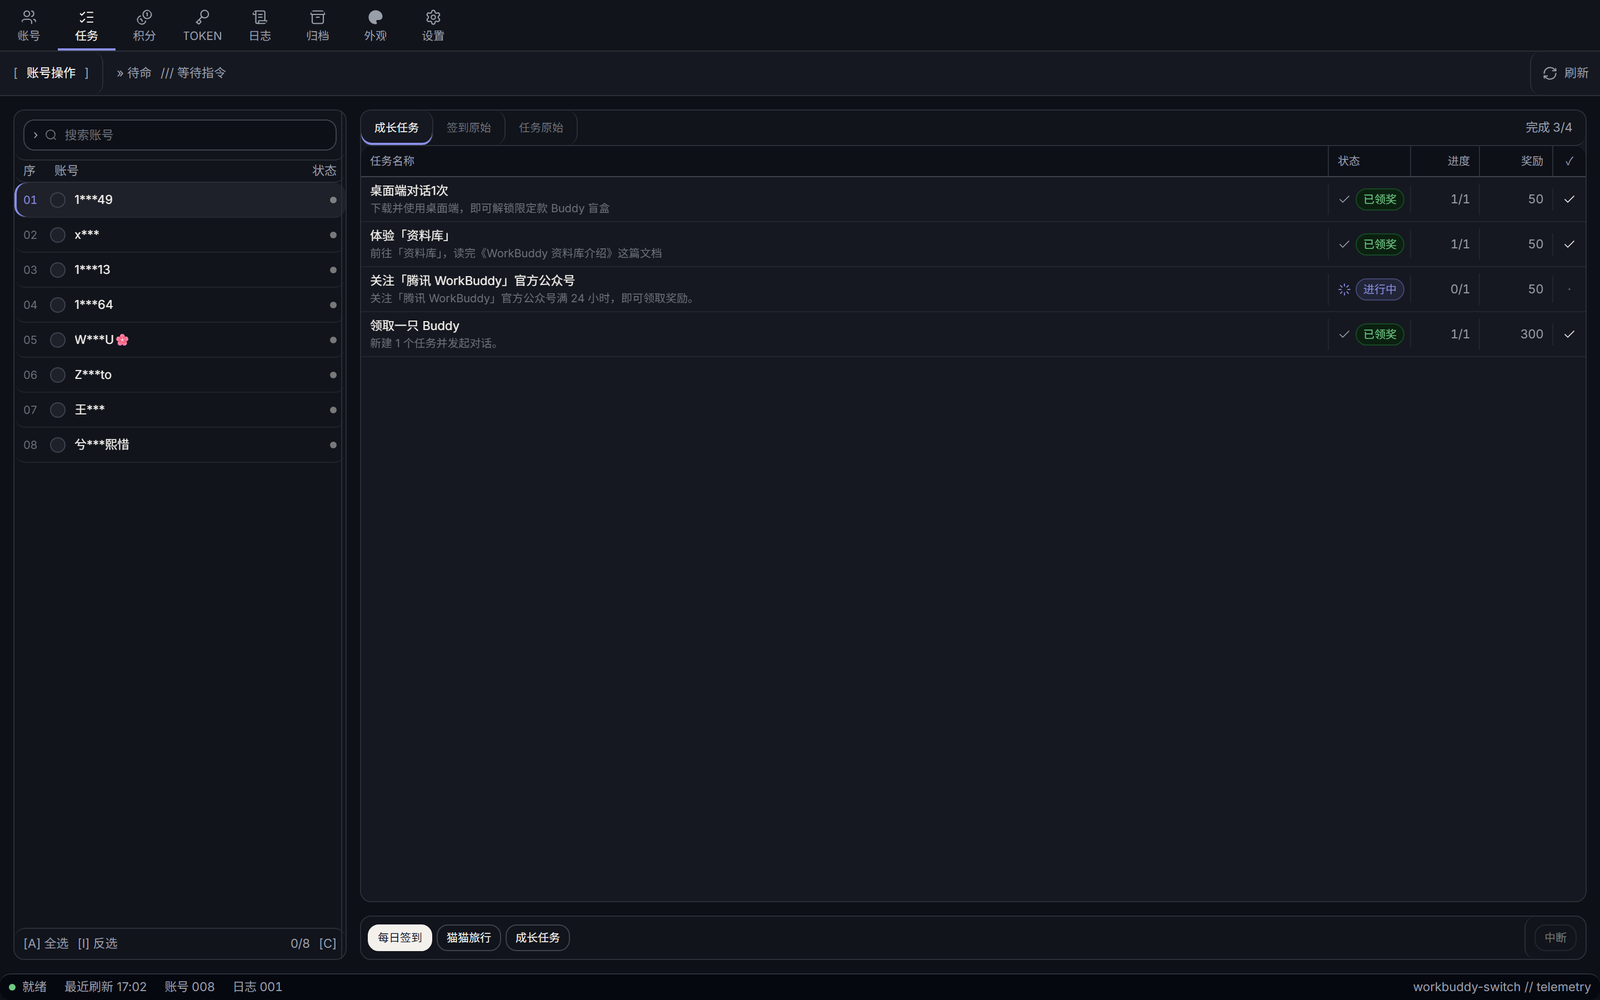 账号 任务 积分 TOKEN 日志 归档 外观 设置
[ 账号操作 ] » 待命 /// 等待指令 刷新
› 搜索账号
序 账号 状态
01 1***49
02 x***
03 1***13
04 1***64
05 W***U🌸
06 Z***to
07 王***
08 兮***熙惜
[A] 全选 [I] 反选 0/8 [C]
成长任务 签到原始 任务原始 完成 3/4
任务名称 状态 进度 奖励 ✓
桌面端对话1次
下载并使用桌面端，即可解锁限定款 Buddy 盲盒
✓ 已领奖 1/1 50 ✓
体验「资料库」
前往「资料库」，读完《WorkBuddy 资料库介绍》这篇文档
✓ 已领奖 1/1 50 ✓
关注「腾讯 WorkBuddy」官方公众号
关注「腾讯 WorkBuddy」官方公众号满 24 小时，即可领取奖励。
进行中 0/1 50 ·
领取一只 Buddy
新建 1 个任务并发起对话。
✓ 已领奖 1/1 300 ✓
每日签到 猫猫旅行 成长任务 中断
就绪 最近刷新 17:02 账号 008 日志 001 workbuddy-switch // telemetry